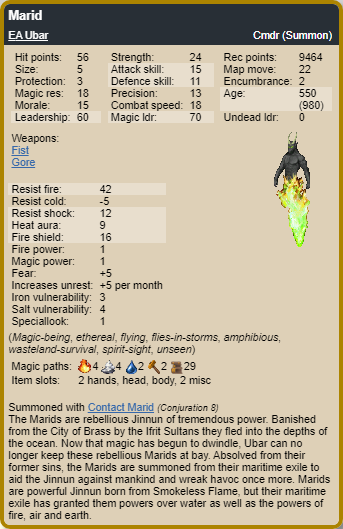 Marid
EA Ubar Cmdr (Summon)
Hit points: 56 Strength: 24 Rec points: 9464
Size: 5 Attack skill: 15 Map move: 22
Protection: 3 Defence skill: 11 Encumbrance: 2
Magic res: 18 Precision: 13 Age: 550
Morale: 15 Combat speed: 18 (980)
Leadership: 60 Magic ldr: 70 Undead ldr: 0
Weapons:
Fist
Gore
Resist fire: 42
Resist cold: -5
Resist shock: 12
Heat aura: 9
Fire shield: 16
Fire power: 1
Magic power: 1
Fear: +5
Increases unrest: +5 per month
Iron vulnerability: 3
Salt vulnerability: 4
Speciallook: 1
(Magic-being, ethereal, flying, flies-in-storms, amphibious,
wasteland-survival, spirit-sight, unseen)
Magic paths: 4 4 2 2 29
Item slots: 2 hands, head, body, 2 misc
Summoned with Contact Marid (Conjuration 8)
The Marids are rebellious Jinnun of tremendous power. Banished
from the City of Brass by the Ifrit Sultans they fled into the depths of
the ocean. Now that magic has begun to dwindle, Ubar can no
longer keep these rebellious Marids at bay. Absolved from their
former sins, the Marids are summoned from their maritime exile to
aid the Jinnun against mankind and wreak havoc once more. Marids
are powerful Jinnun born from Smokeless Flame, but their maritime
exile has granted them powers over water as well as the powers of
fire, air and earth.